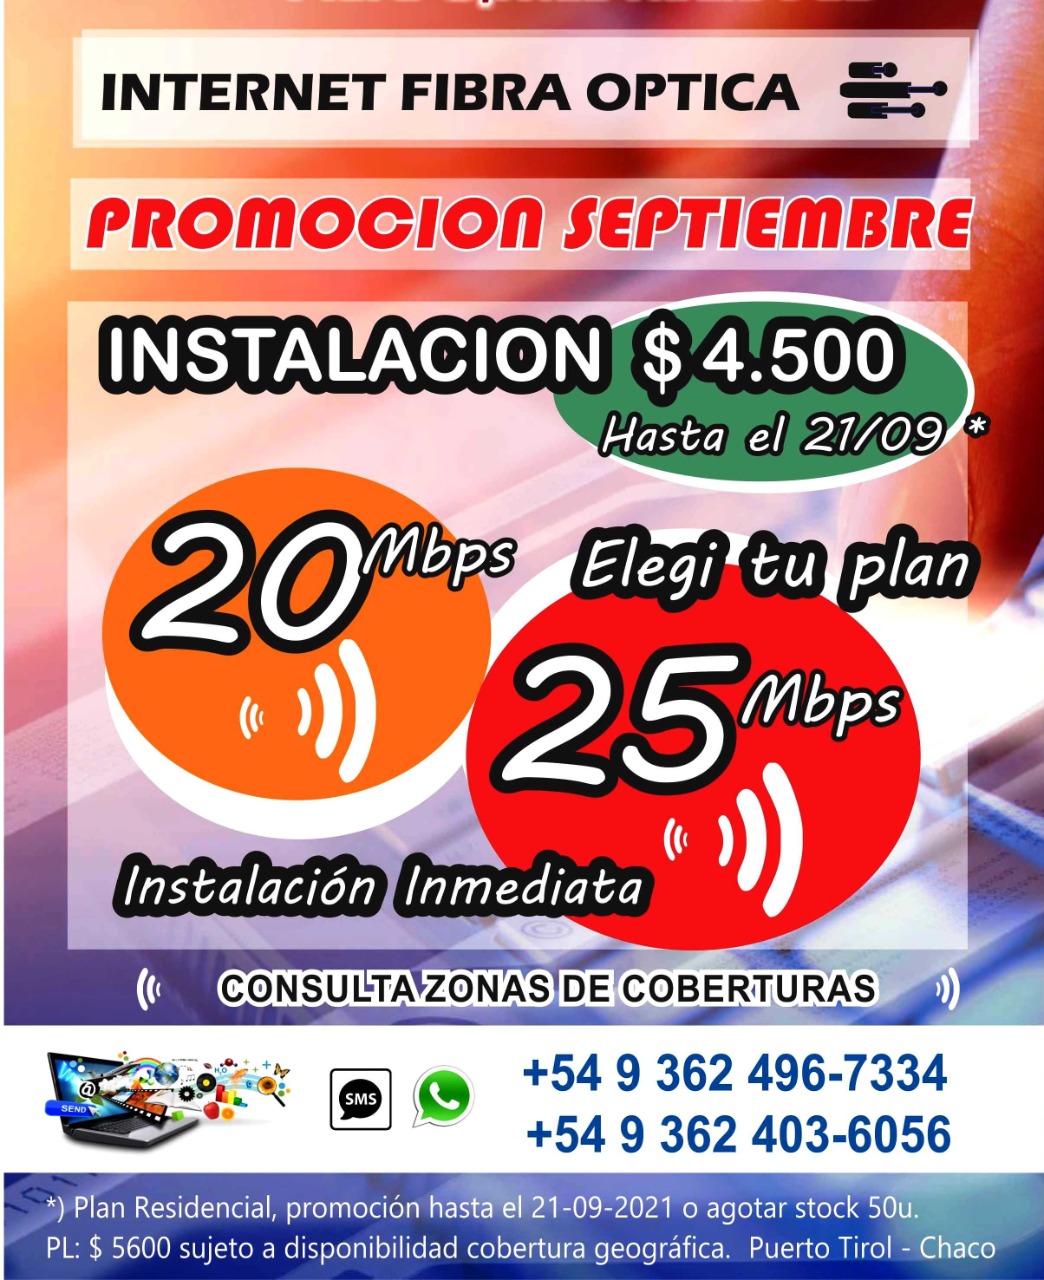 INTERNET FIBRA OPTICA
PROMOCION SEPTIEMBRE
INSTALACION $ 4.500
Hasta el 21/09 *
20 Mbps
Elegi tu plan
25 Mbps
Instalación Inmediata
CONSULTA ZONAS DE COBERTURAS
@
SEND
H₂O
SMS
+54 9 362 496-7334
+54 9 362 403-6056
*) Plan Residencial, promoción hasta el 21-09-2021 o agotar stock 50u.
PL: $ 5600 sujeto a disponibilidad cobertura geográfica. Puerto Tirol - Chaco